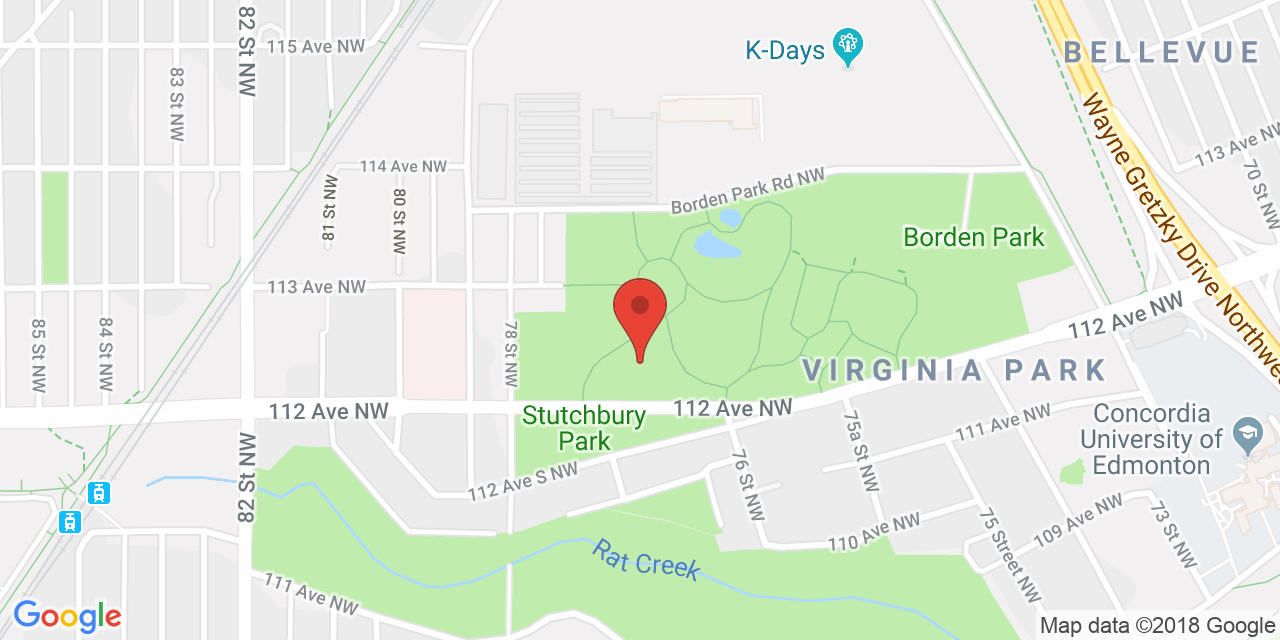 82 St NW
115 Ave NW
K-Days
BELLEVUE
83 St NW
Wayne Gretzky Drive Northwe
113 Ave NW
70 St NW
114 Ave NW
81 St NW
80 St NW
Borden Park Rd NW
Borden Park
113 Ave NW
85 St NW
84 St NW
78 St NW
112 Ave NW
VIRGINIA PARK
112 Ave NW
112 Ave NW
Stutchbury
Park
75a St NW
111 Ave NW
Concordia
University of
Edmonton
82 St NW
112 Ave S NW
76 St NW
75 Street NW
109 Ave NW
73 St NW
110 Ave NW
Rat Creek
111 Ave NW
Google
Map data ©2018 Google